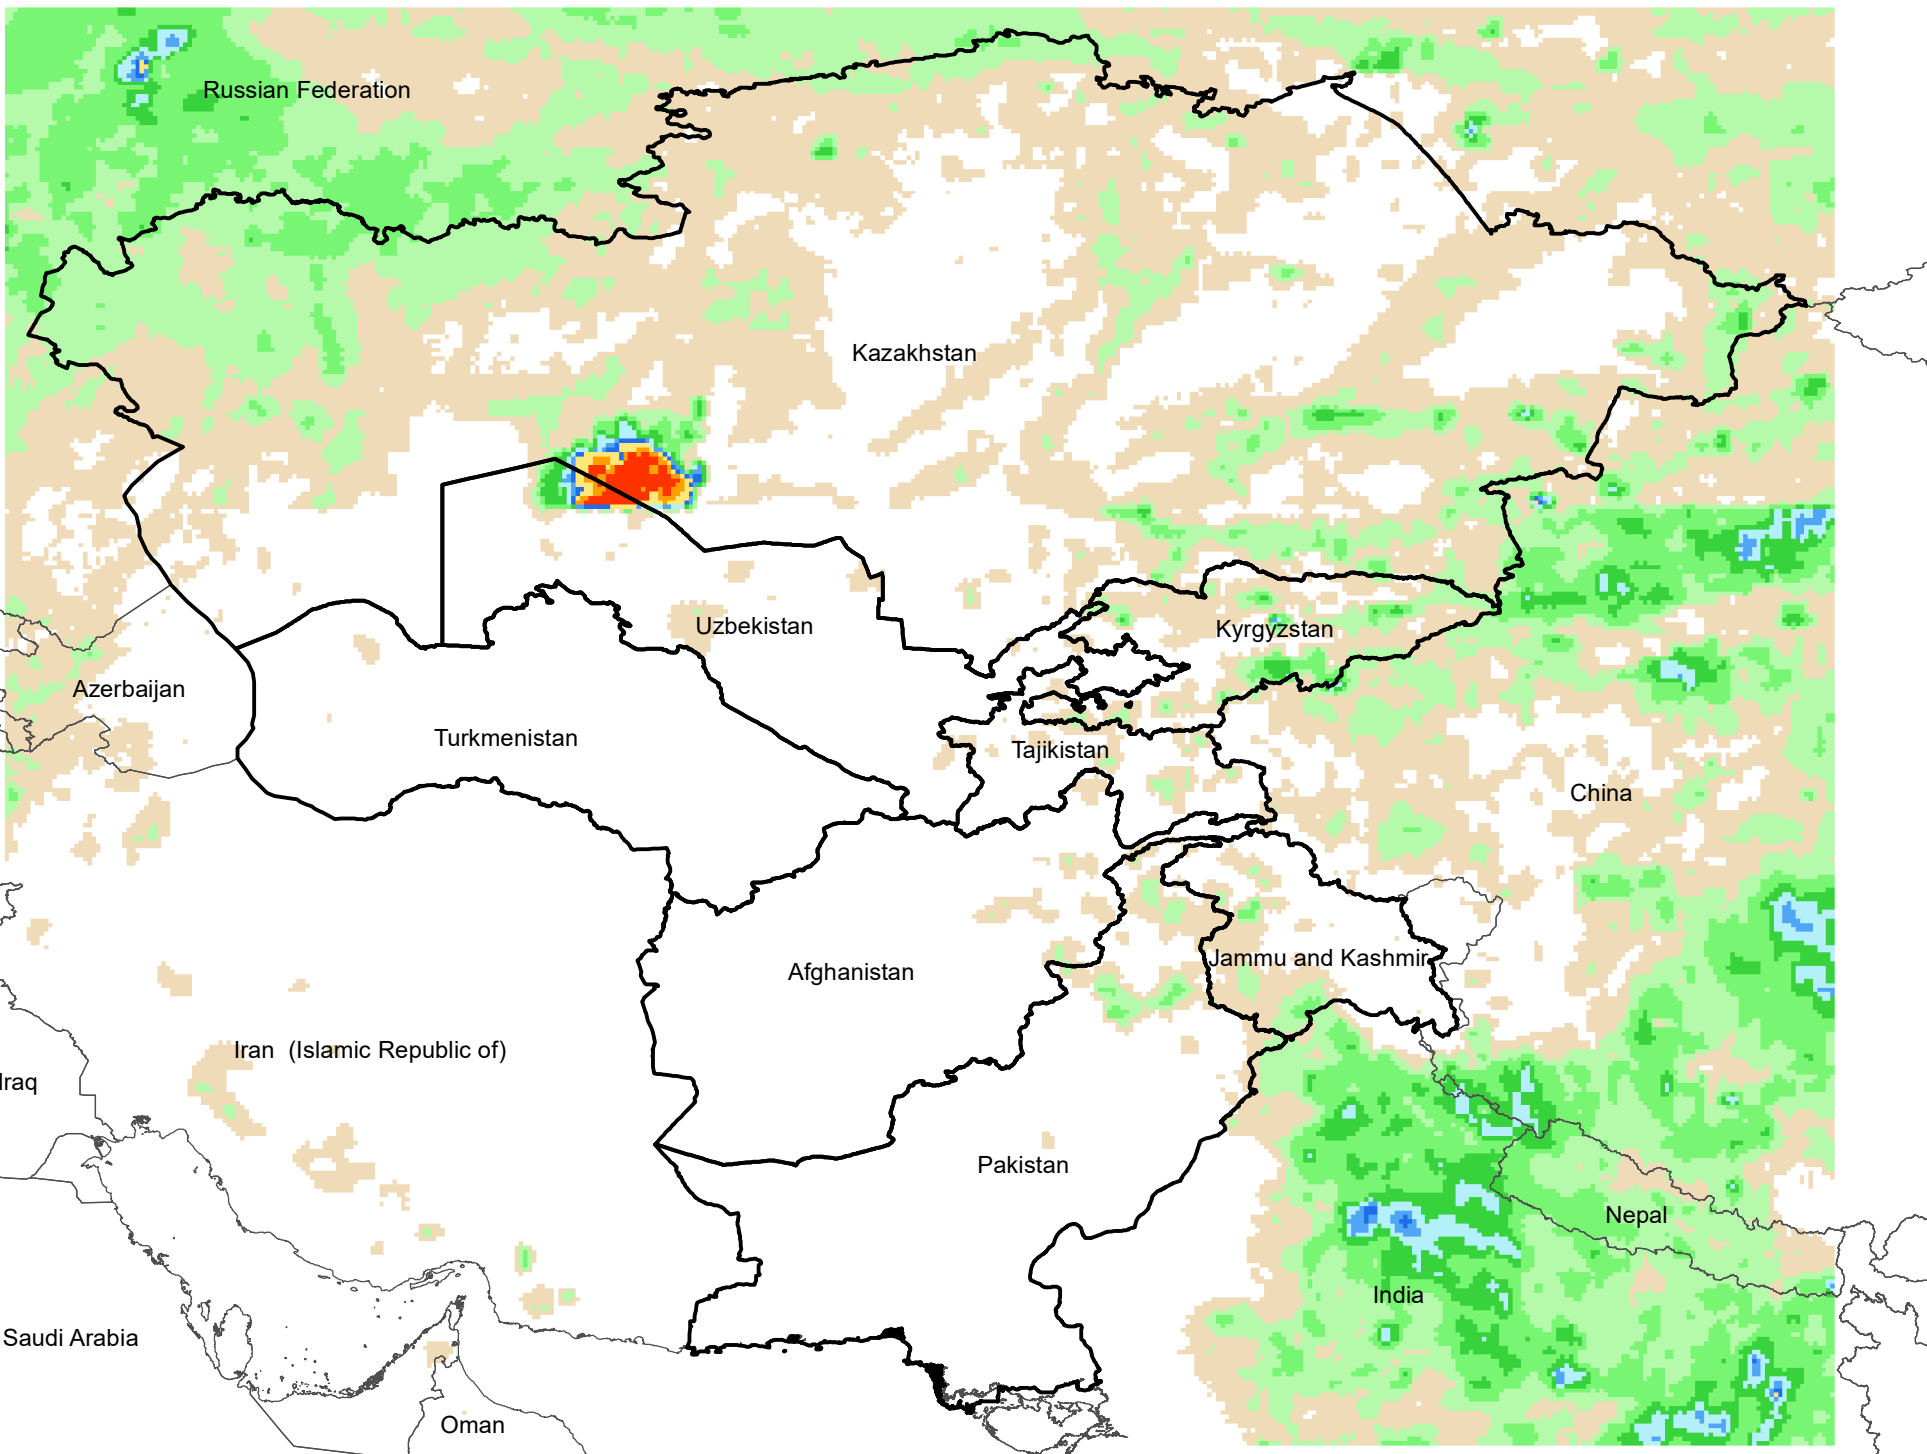 Russian Federation
Kazakhstan
Uzbekistan
Kyrgyzstan
Azerbaijan
Turkmenistan
Tajikistan
China
Jammu and Kashmir
Afghanistan
Iran  (Islamic Republic of)
Iraq
Pakistan
Nepal
India
Saudi Arabia
Oman